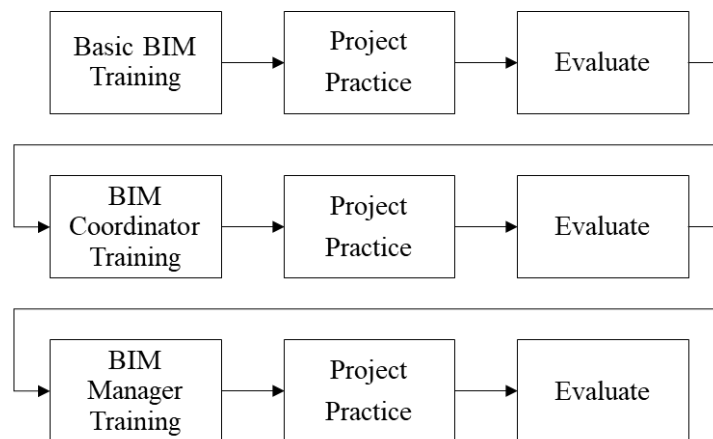 Basic BIM
Training
Project
Practice
Evaluate
BIM
Coordinator
Training
Project
Practice
Evaluate
BIM
Manager
Training
Project
Practice
Evaluate